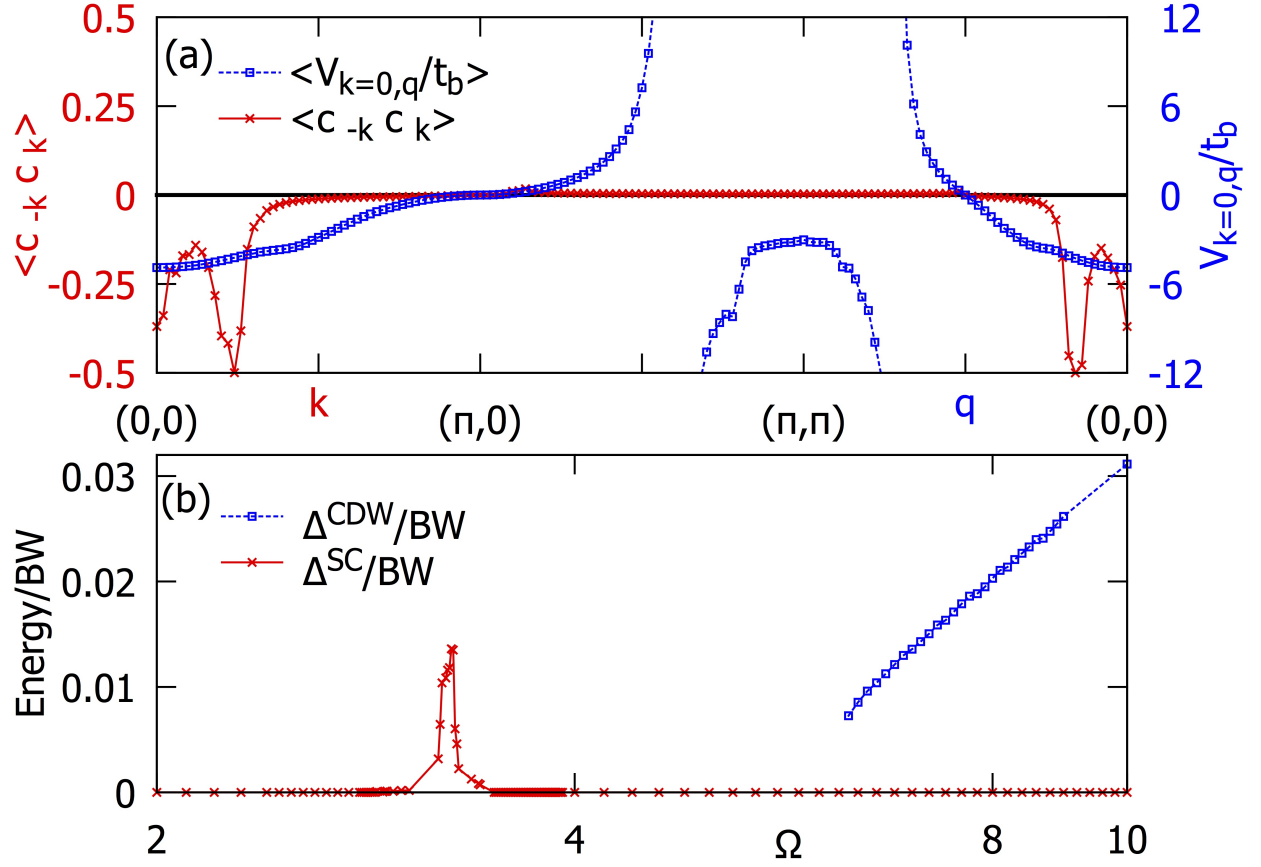 0.5 12
(a)
<V k=0,q/t b>
<c -k c k>
0.25 6
<c -k c k>
0 0
V k=0,q/t b
-0.25 -6
-0.5 -12
k q
(0,0) (π,0) (π,π) (0,0)
(b)
0.03
Δ CDW/BW
Δ SC/BW
Energy/BW
0.02
0.01
0
2 4 Ω 8 10